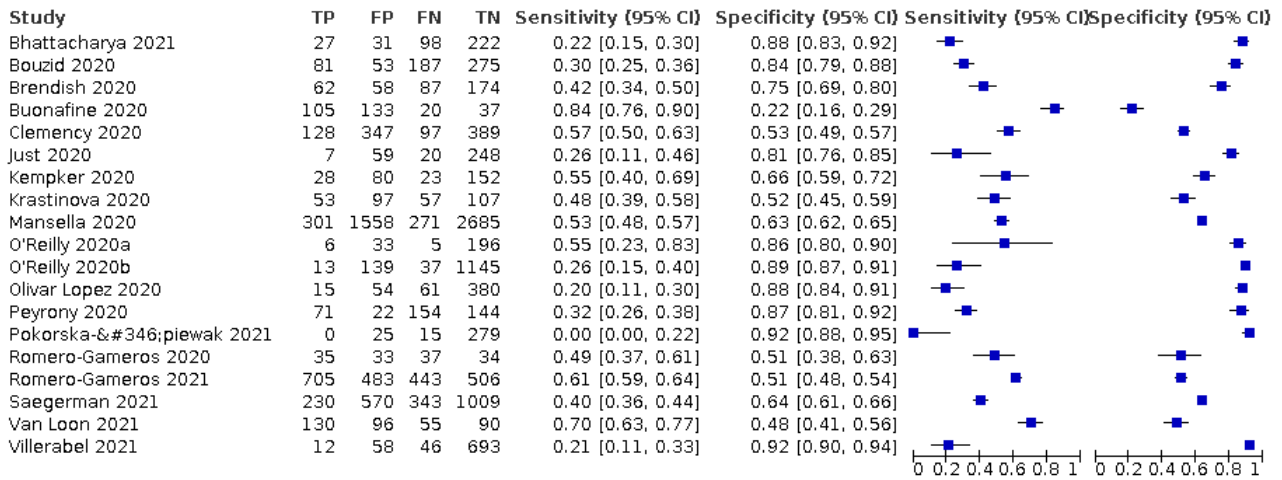 Study TP FP FN TN Sensitivity (95% CI) Specificity (95% CI) Sensitivity (95% CI) Specificity (95% CI)
Bhattacharya 2021 27 31 98 222 0.22 [0.15, 0.30] 0.88 [0.83, 0.92]
Bouzid 2020 81 53 187 275 0.30 [0.25, 0.36] 0.84 [0.79, 0.88]
Brendish 2020 62 58 87 174 0.42 [0.34, 0.50] 0.75 [0.69, 0.80]
Buonafine 2020 105 133 20 37 0.84 [0.76, 0.90] 0.22 [0.16, 0.29]
Clemency 2020 128 347 97 389 0.57 [0.50, 0.63] 0.53 [0.49, 0.57]
Just 2020 7 59 20 248 0.26 [0.11, 0.46] 0.81 [0.76, 0.85]
Kempker 2020 28 80 23 152 0.55 [0.40, 0.69] 0.66 [0.59, 0.72]
Krastinova 2020 53 97 57 107 0.48 [0.39, 0.58] 0.52 [0.45, 0.59]
Mansella 2020 301 1558 271 2685 0.53 [0.48, 0.57] 0.63 [0.62, 0.65]
O'Reilly 2020a 6 33 5 196 0.55 [0.23, 0.83] 0.86 [0.80, 0.90]
O'Reilly 2020b 13 139 37 1145 0.26 [0.15, 0.40] 0.89 [0.87, 0.91]
Olivar Lopez 2020 15 54 61 380 0.20 [0.11, 0.30] 0.88 [0.84, 0.91]
Peyrony 2020 71 22 154 144 0.32 [0.26, 0.38] 0.87 [0.81, 0.92]
Pokorska-&#346;piewak 2021 0 25 15 279 0.00 [0.00, 0.22] 0.92 [0.88, 0.95]
Romero-Gameros 2020 35 33 37 34 0.49 [0.37, 0.61] 0.51 [0.38, 0.63]
Romero-Gameros 2021 705 483 443 506 0.61 [0.59, 0.64] 0.51 [0.48, 0.54]
Saegerman 2021 230 570 343 1009 0.40 [0.36, 0.44] 0.64 [0.61, 0.66]
Van Loon 2021 130 96 55 90 0.70 [0.63, 0.77] 0.48 [0.41, 0.56]
Villerabel 2021 12 58 46 693 0.21 [0.11, 0.33] 0.92 [0.90, 0.94]
0 0.2 0.4 0.6 0.8 1 0 0.2 0.4 0.6 0.8 1